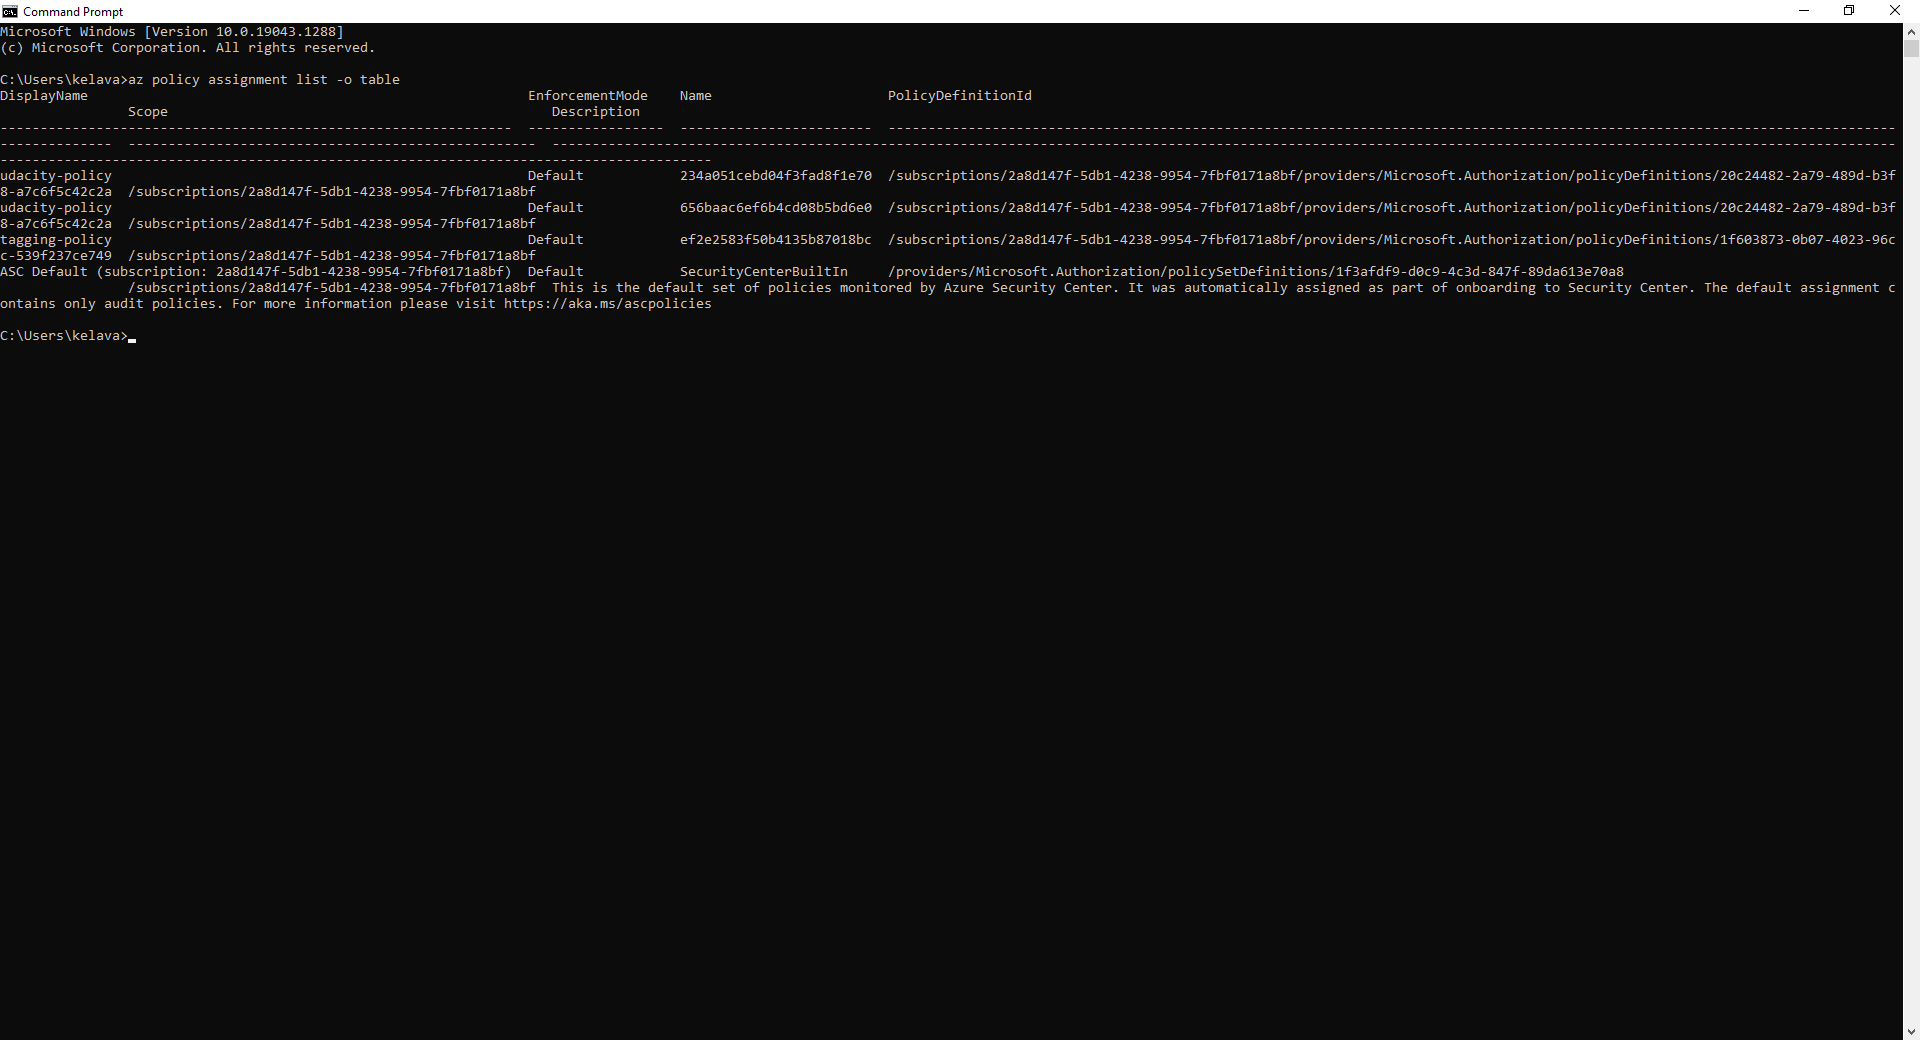 Command Prompt
Microsoft Windows [Version 10.0.19043.1288]
(c) Microsoft Corporation. All rights reserved.
C:\Users\kelava>az policy assignment list -o table
DisplayName EnforcementMode Name PolicyDefinitionId
Scope Description
------------------------------------------------------------------ ----------------- ------------------------ ------------------------------------------------------------------------------------------------------------------------------
-------------- --------------------------------------------------- ------------------------------------------------------------------------------------------------------------------------------------------------------------------------
-----------------------------------------------------------------------------------------
udacity-policy Default 234a051cebd04f3fad8f1e70 /subscriptions/2a8d147f-5db1-4238-9954-7fbf0171a8bf/providers/Microsoft.Authorization/policyDefinitions/20c24482-2a79-489d-b3f
8-a7c6f5c42c2a /subscriptions/2a8d147f-5db1-4238-9954-7fbf0171a8bf
udacity-policy Default 656baac6ef6b4cd08b5bd6e0 /subscriptions/2a8d147f-5db1-4238-9954-7fbf0171a8bf/providers/Microsoft.Authorization/policyDefinitions/20c24482-2a79-489d-b3f
8-a7c6f5c42c2a /subscriptions/2a8d147f-5db1-4238-9954-7fbf0171a8bf
tagging-policy Default ef2e2583f50b4135b87018bc /subscriptions/2a8d147f-5db1-4238-9954-7fbf0171a8bf/providers/Microsoft.Authorization/policyDefinitions/1f603873-0b07-4023-96c
c-539f237ce749 /subscriptions/2a8d147f-5db1-4238-9954-7fbf0171a8bf
ASC Default (subscription: 2a8d147f-5db1-4238-9954-7fbf0171a8bf) Default SecurityCenterBuiltIn /providers/Microsoft.Authorization/policySetDefinitions/1f3afdf9-d0c9-4c3d-847f-89da613e70a8
/subscriptions/2a8d147f-5db1-4238-9954-7fbf0171a8bf This is the default set of policies monitored by Azure Security Center. It was automatically assigned as part of onboarding to Security Center. The default assignment c
ontains only audit policies. For more information please visit https://aka.ms/ascpolicies
C:\Users\kelava>